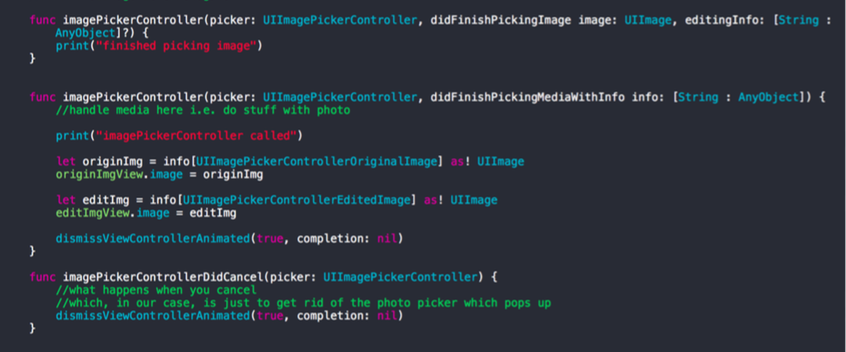 func imagePickerController(picker: UIImagePickerController, didFinishPickingImage image: UIImage, editingInfo: [String :
AnyObject]?) {
print("finished picking image")
}
func imagePickerController(picker: UIImagePickerController, didFinishPickingMediaWithInfo info: [String : AnyObject]) {
//handle media here i.e. do stuff with photo
print("imagePickerController called")
let originImg = info[UIImagePickerControllerOriginalImage] as! UIImage
originImgView.image = originImg
let editImg = info[UIImagePickerControllerEditedImage] as! UIImage
editImgView.image = editImg
dismissViewControllerAnimated(true, completion: nil)
}
func imagePickerControllerDidCancel(picker: UIImagePickerController) {
//what happens when you cancel
//which, in our case, is just to get rid of the photo picker which pops up
dismissViewControllerAnimated(true, completion: nil)
}